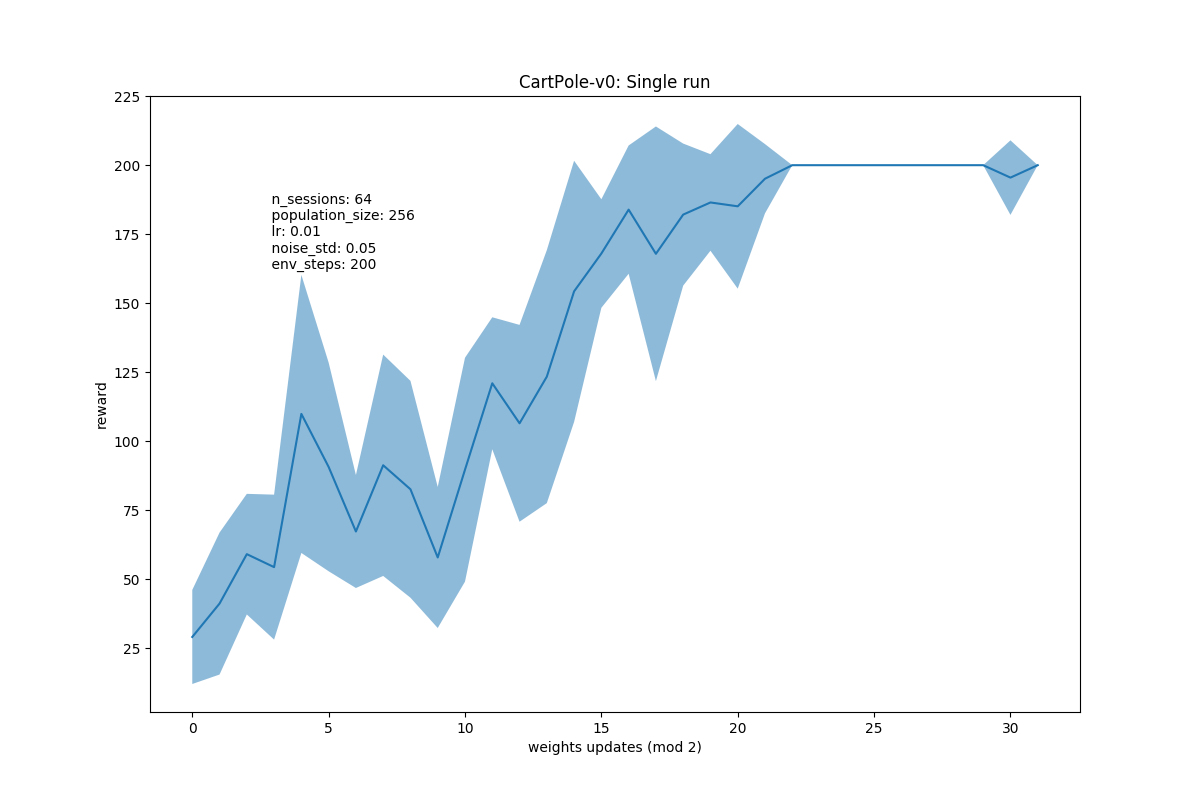 CartPole-v0: Single run
225
200
175
150
125
100
75
50
25
reward
n_sessions: 64
population_size: 256
lr: 0.01
noise_std: 0.05
env_steps: 200
0 5 10 15 20 25 30
weights updates (mod 2)